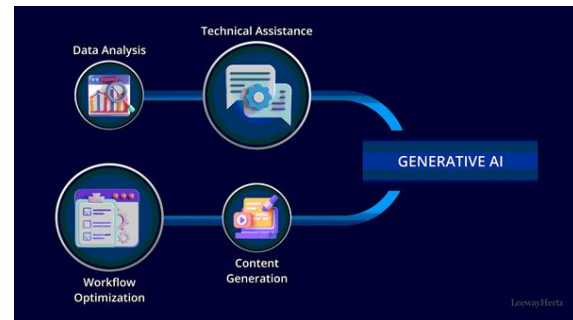 Technical Assistance
Data Analysis
GENERATIVE AI
Workflow
Optimization
Content
Generation
LeewayHertz